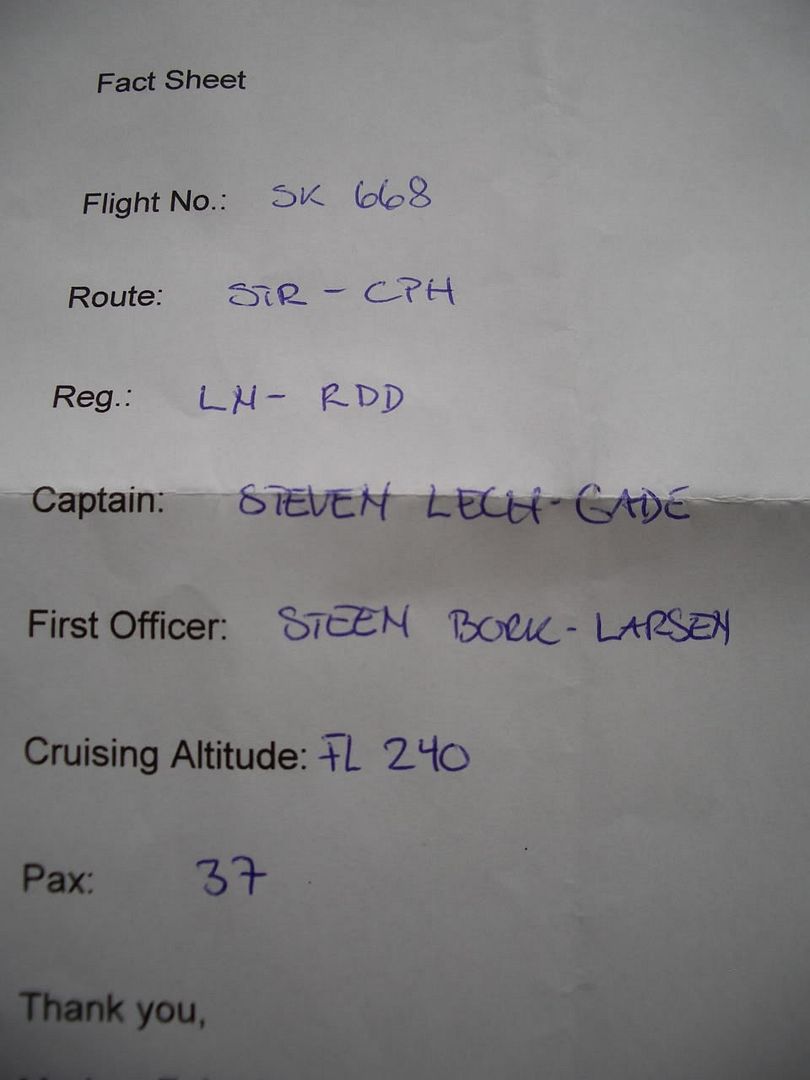 Fact Sheet
Flight No.: SK 668
Route: STR - CPH
Reg.: LN- RDD
Captain: STEVEN LECH-GADE
First Officer: STEEN BORK-LARSEN
Cruising Altitude: FL 240
Pax: 37
Thank you,